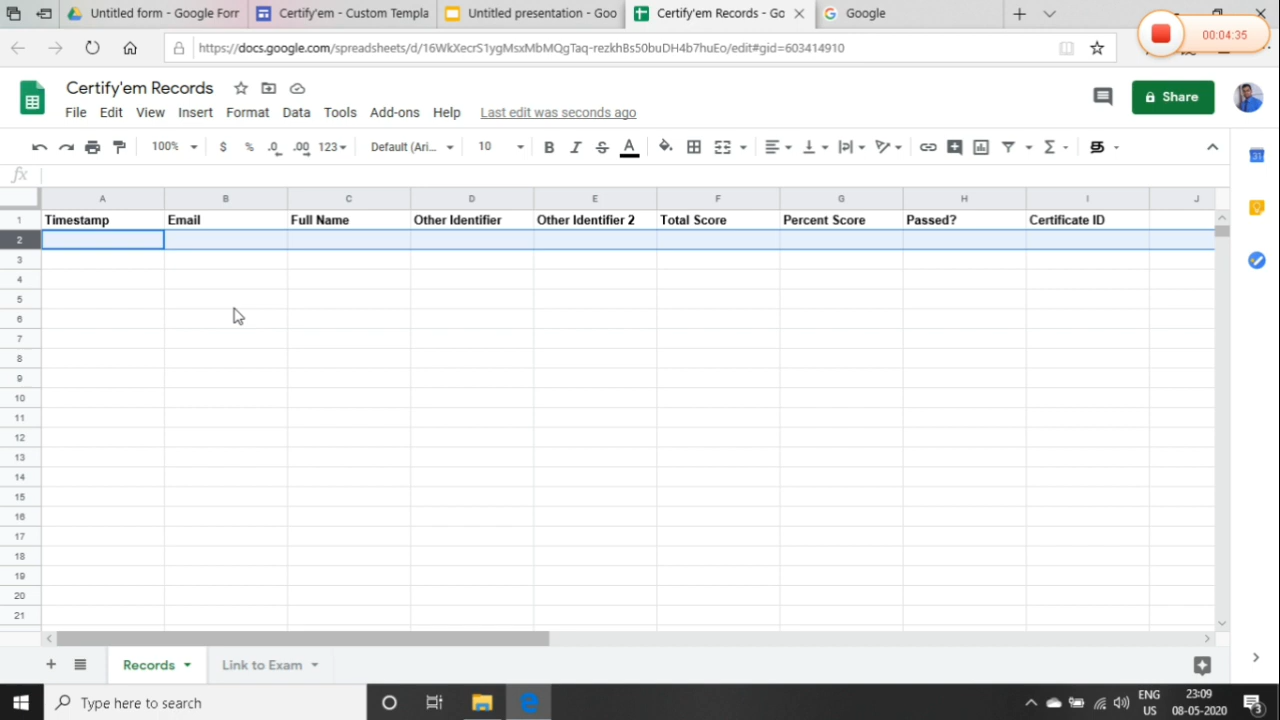 Untitled form - Google Forr
Certify'em - Custom Templa
Untitled presentation - Goo
Certify'em Records - Go
Google
00:04:35
https://docs.google.com/spreadsheets/d/16WkXecrS1ygMsxMbMQgTaq-rezkhBs50buDH4b7huEo/edit#gid=603414910
Certify'em Records
Share
File Edit View Insert Format Data Tools Add-ons Help Last edit was seconds ago
100% $ % .0 .00 123 Default (Ari... 10 B I S A
fx
A B C D E F G H I J
1 Timestamp Email Full Name Other Identifier Other Identifier 2 Total Score Percent Score Passed? Certificate ID
2
3
4
5
6
7
8
9
10
11
12
13
14
15
16
17
18
19
20
21
31
Records Link to Exam
Type here to search
ENG 23:09
US 08-05-2020 3